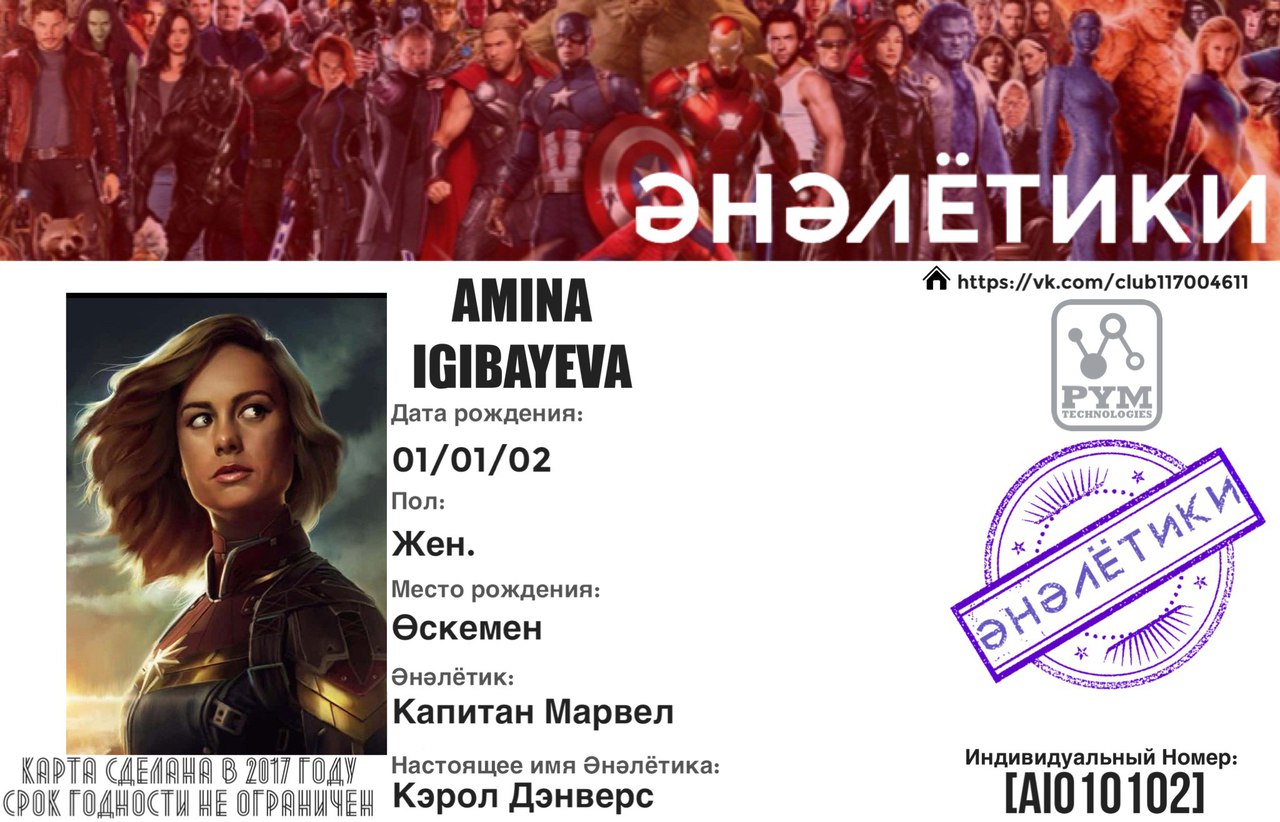 ӘНӘЛЁТИКИ
https://vk.com/club117004611
PYM
TECHNOLOGIES
AMINA
IGIBAYEVA
Дата рождения:
01/01/02
Пол:
Жен.
Место рождения:
Өскемен
Әнәлётик:
Капитан Марвел
Настоящее имя Әнәлётика:
Кэрол Дэнверс
ӘНӘЛЁТИКИ
КАРТА СДЕЛАНА В 2017 ГОДУ
СРОК ГОДНОСТИ НЕ ОГРАНИЧЕН
Индивидуальный Номер:
[AI010102]